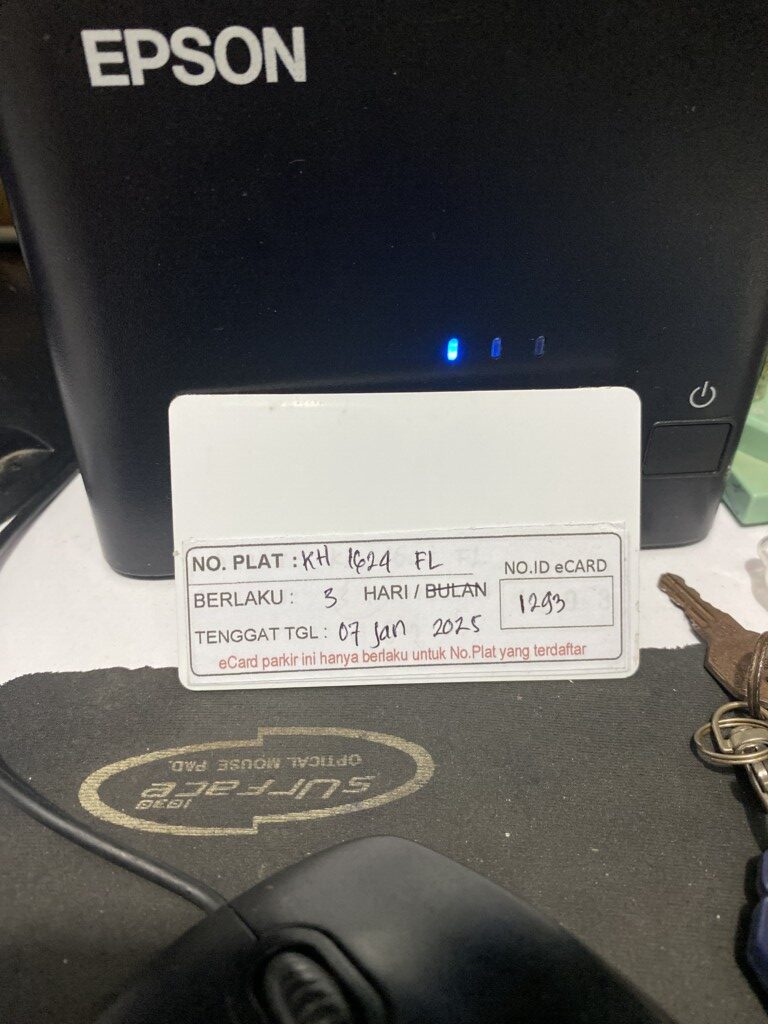 EPSON
NO. PLAT : KH 1624 FL
NO.ID eCARD
BERLAKU : 3 HARI / BULAN
1293
TENGGAT TGL : 07 Jan 2025
eCard parkir ini hanya berlaku untuk No.Plat yang terdaftar
surface 1030
OPTICAL MOUSE PAD.